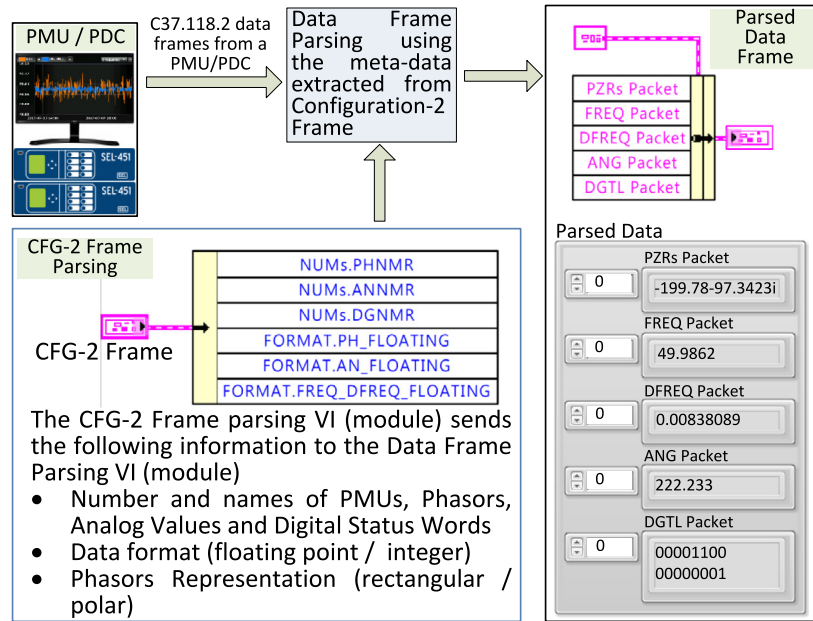 PMU / PDC
SEL-451
SEL
SEL-451
SEL
C37.118.2 data
frames from a
PMU/PDC
Data Frame
Parsing using
the meta-data
extracted from
Configuration-2
Frame
Parsed
Data
Frame
PZRs Packet
FREQ Packet
DFREQ Packet
ANG Packet
DGTL Packet
CFG-2 Frame
Parsing
CFG-2 Frame
NUMs.PHNMR
NUMs.ANNMR
NUMs.DGNMR
FORMAT.PH_FLOATING
FORMAT.AN_FLOATING
FORMAT.FREQ_DFREQ_FLOATING
The CFG-2 Frame parsing VI (module) sends
the following information to the Data Frame
Parsing VI (module)
• Number and names of PMUs, Phasors,
Analog Values and Digital Status Words
• Data format (floating point / integer)
• Phasors Representation (rectangular /
polar)
Parsed Data
PZRs Packet
0
-199.78-97.3423i
FREQ Packet
0
49.9862
DFREQ Packet
0
0.00838089
ANG Packet
0
222.233
DGTL Packet
0
00001100
00000001